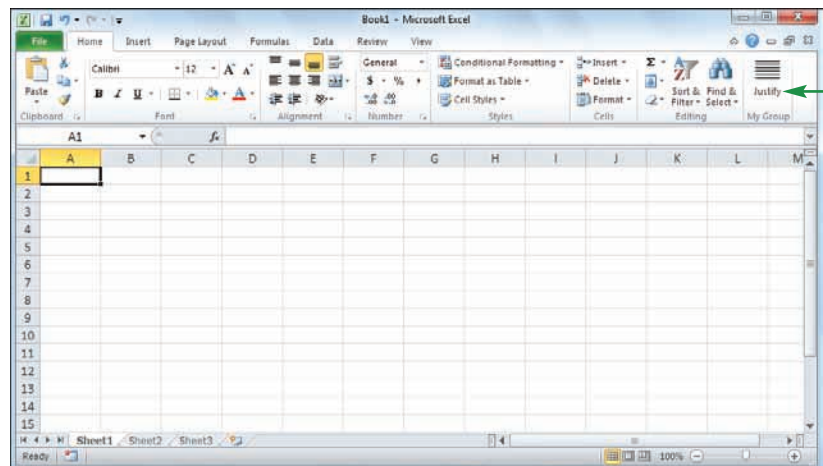 Book1 - Microsoft Excel
File Home Insert Page Layout Formulas Data Review View
Calibri 12 A A General Conditional Formatting Insert Σ
Paste B I U A $ % , Format as Table Delete Sort & Filter Find & Select Justify
Cell Styles Format
Clipboard Font Alignment Number Styles Cells Editing My Group
A1 fx
A B C D E F G H I J K L M
1
2
3
4
5
6
7
8
9
10
11
12
13
14
15
Sheet1 Sheet2 Sheet3
Ready 100%